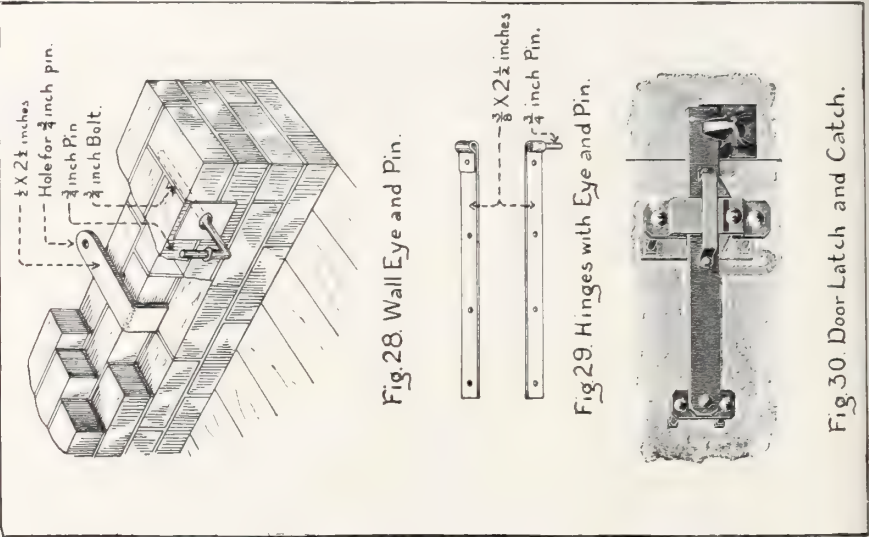 ½ X 2½ inches
Hole for ¾ inch pin.
¾ inch Pin
¾ inch Bolt.
Fig. 28. Wall Eye and Pin.
⅜ X 2½ inches
¾ inch Pin.
Fig. 29. Hinges with Eye and Pin.
Fig. 30. Door Latch and Catch.